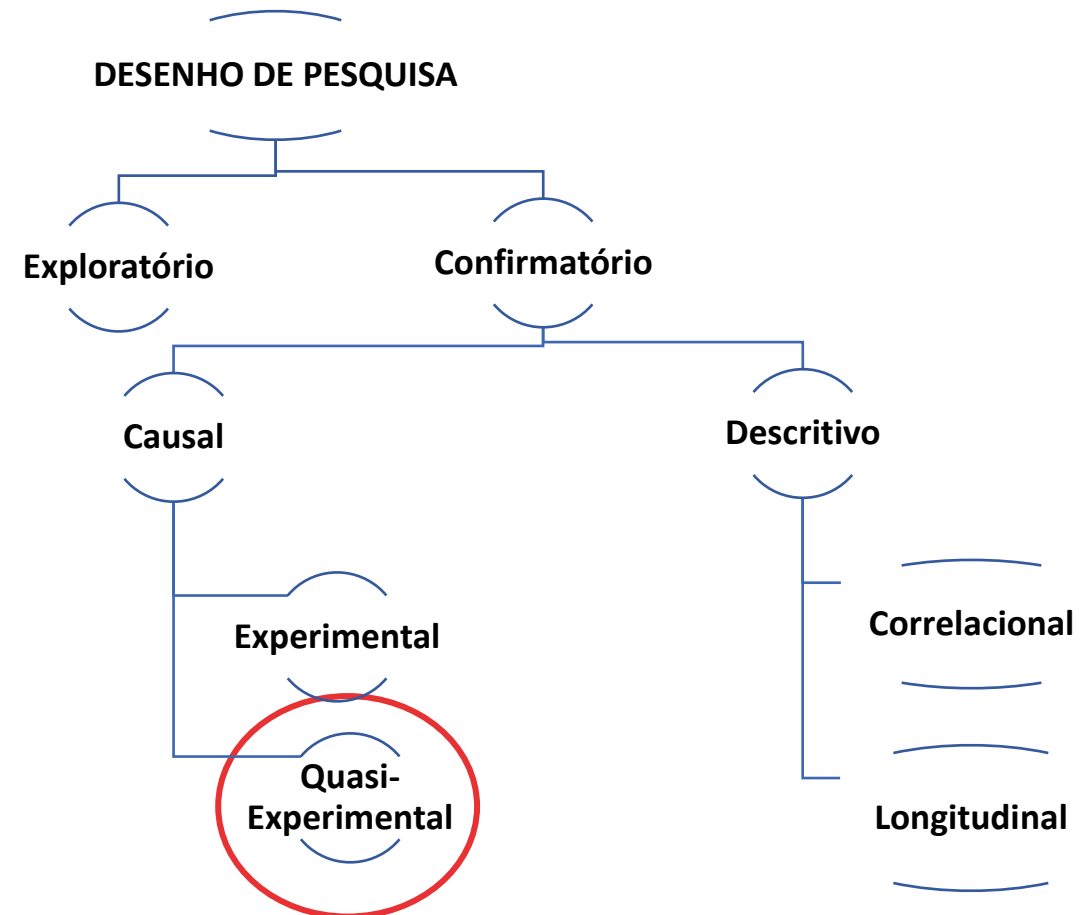 DESENHO DE PESQUISA
Exploratório
Confirmatório
Causal
Descritivo
Experimental
Correlacional
Quasi-
Experimental
Longitudinal